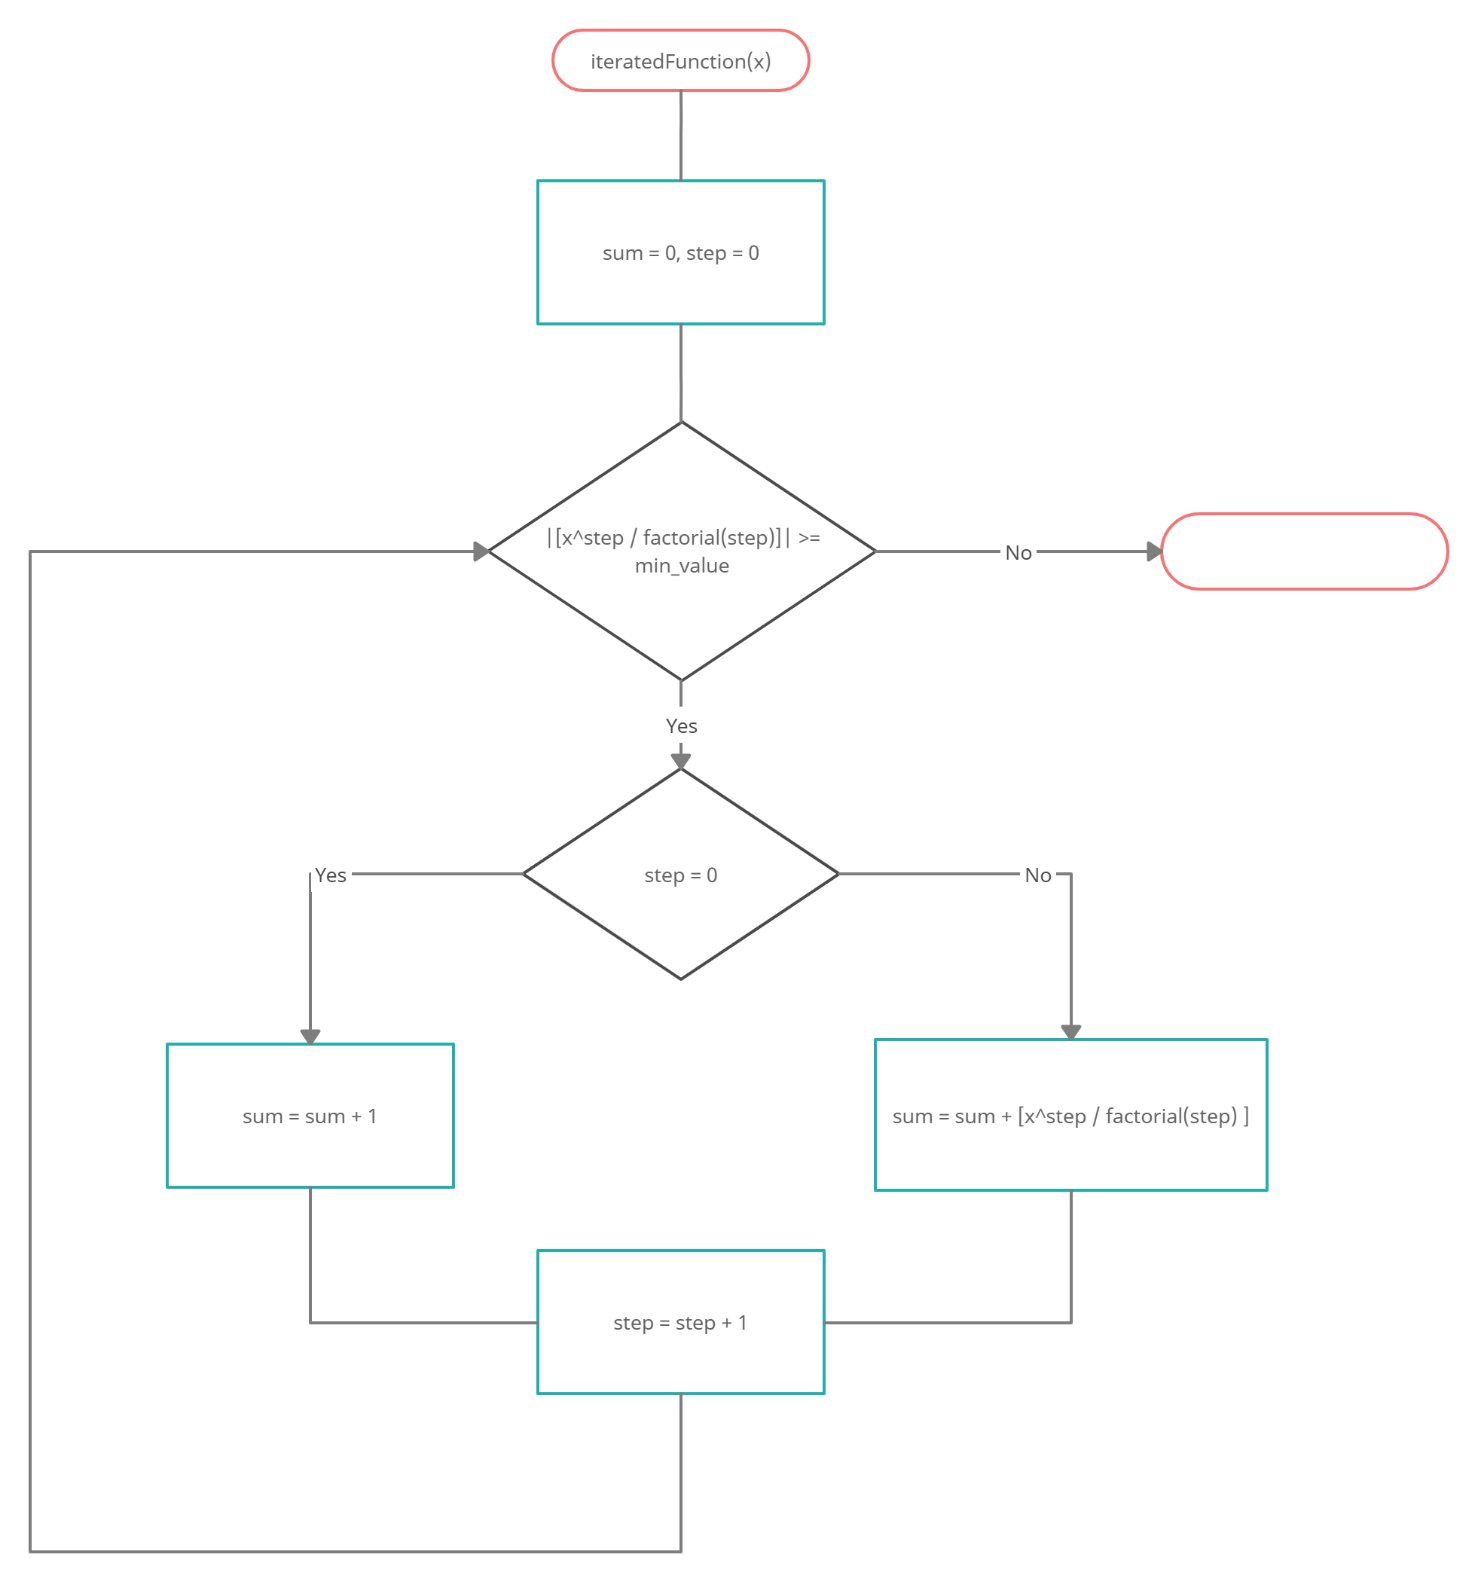 iteratedFunction(x)
sum = 0, step = 0
|[x^step / factorial(step)]| >=
min_value
No
Yes
step = 0
Yes
No
sum = sum + 1
sum = sum + [x^step / factorial(step) ]
step = step + 1